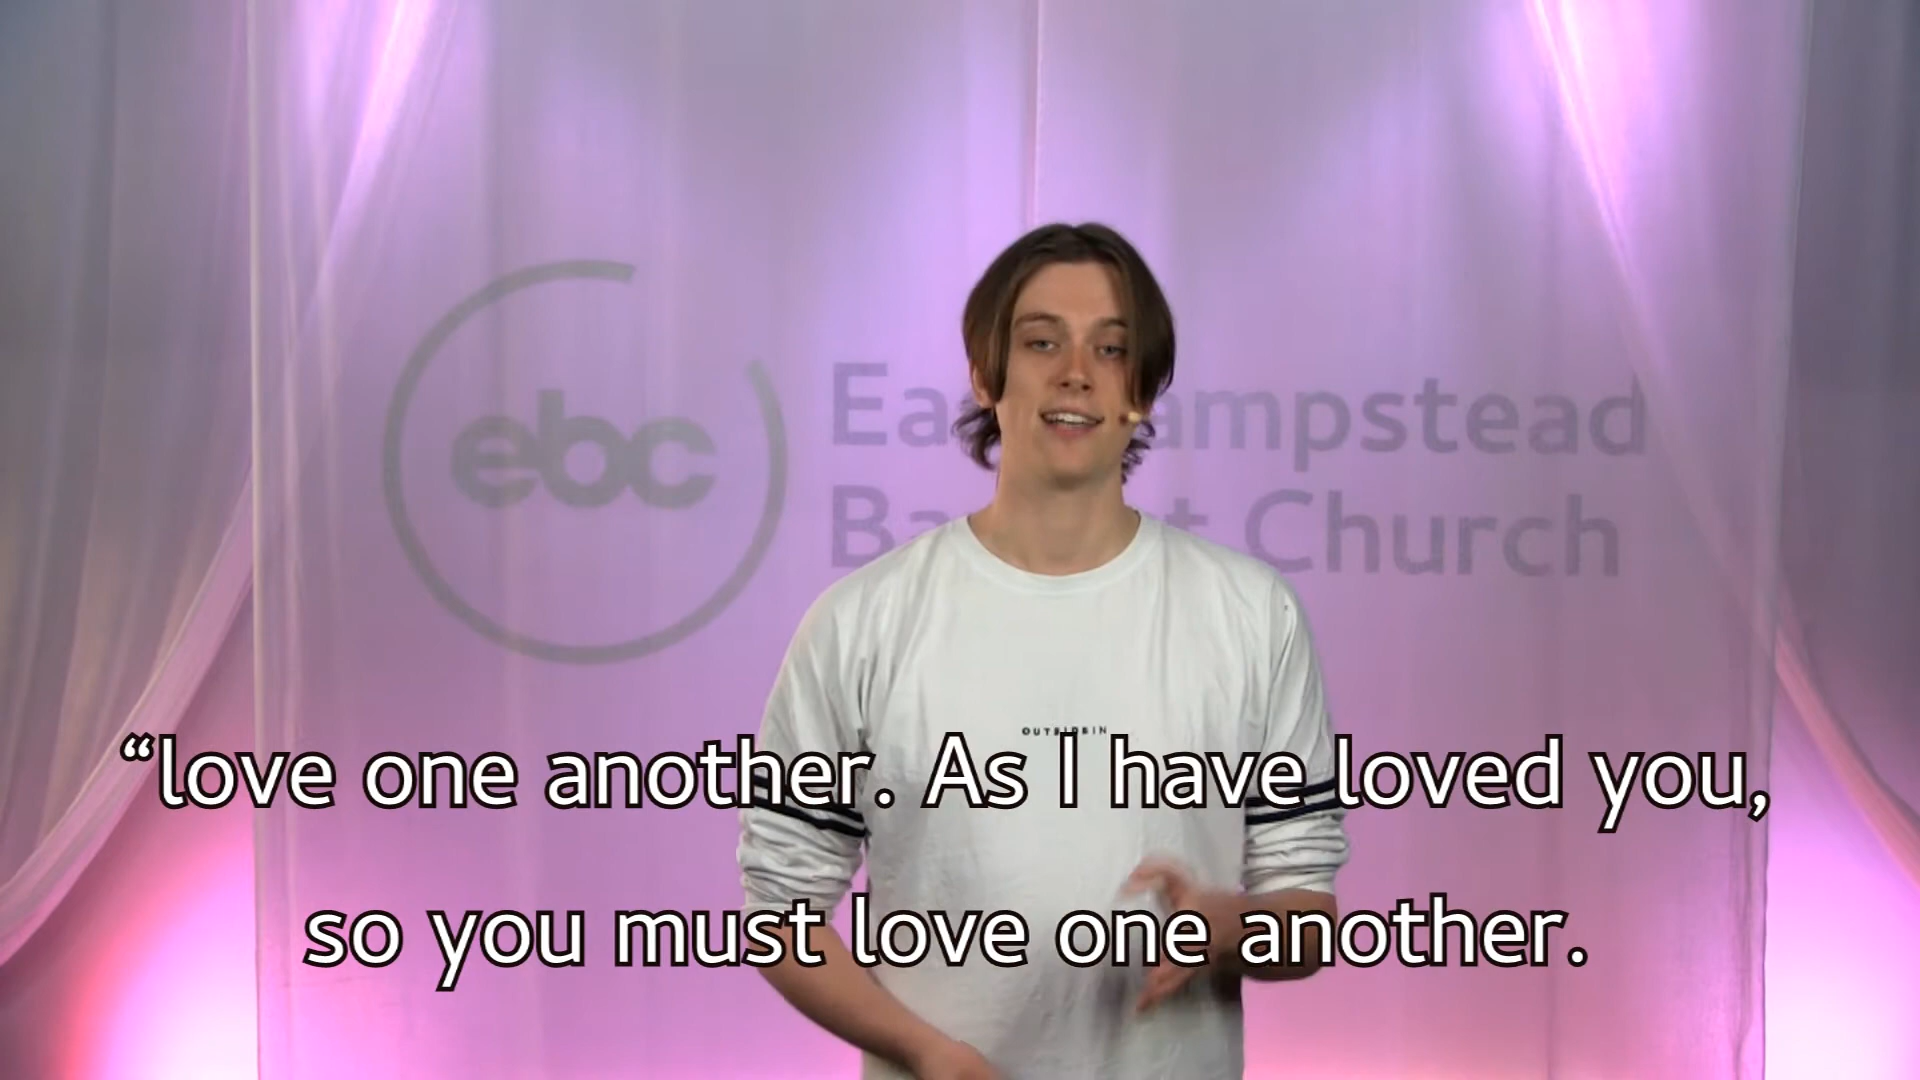 ebc
Ea ampstead
Ba t Church
“love one another. As I have loved you,
so you must love one another.